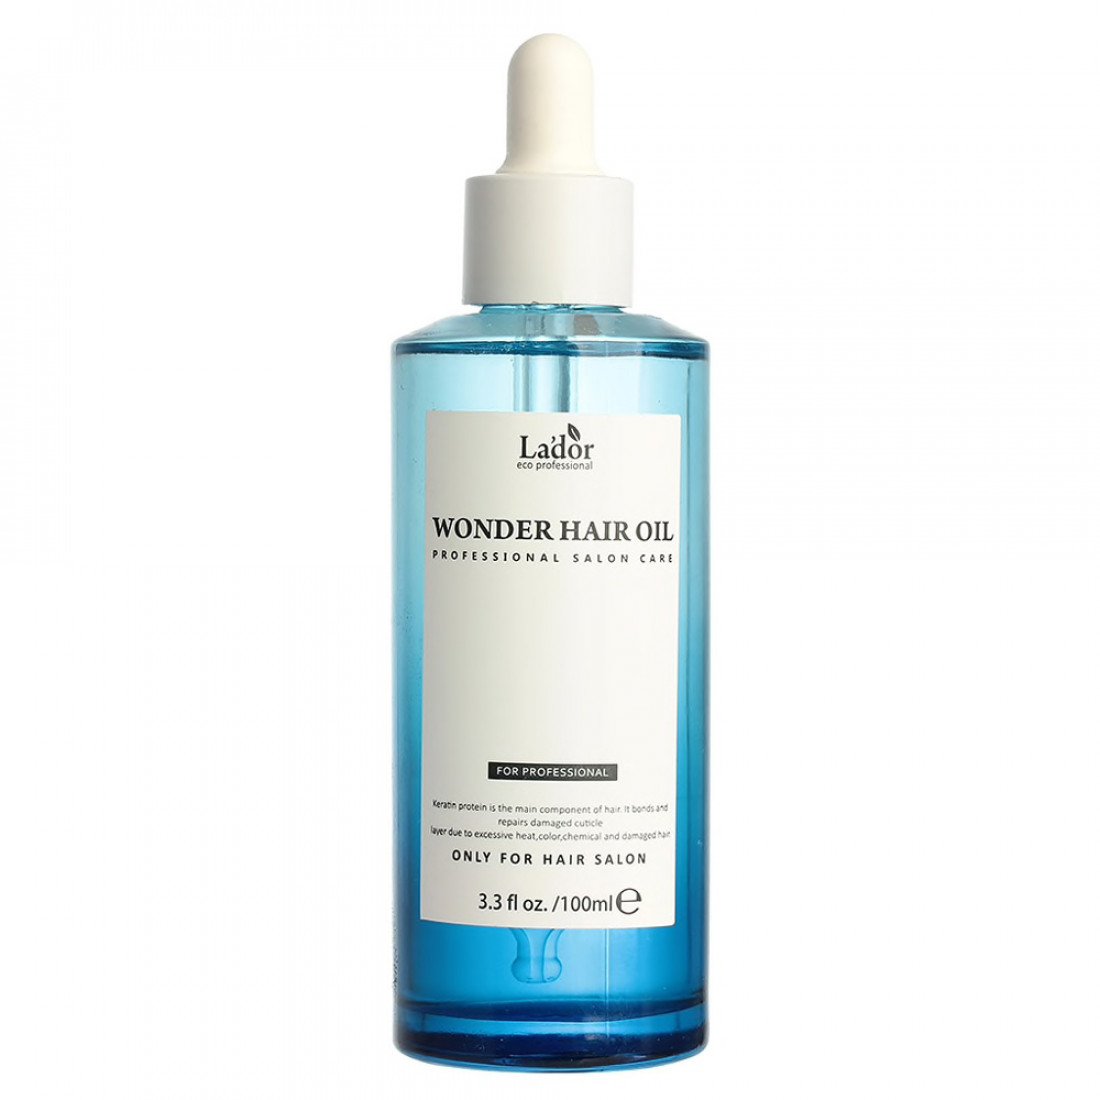 La'dor
eco professional
WONDER HAIR OIL
PROFESSIONAL SALON CARE
FOR PROFESSIONAL
Keratin protein is the main component of hair. It bonds and
repairs damaged cuticle
layer due to excessive heat,color,chemical and damaged hair
ONLY FOR HAIR SALON
3.3 fl oz. /100ml ℮